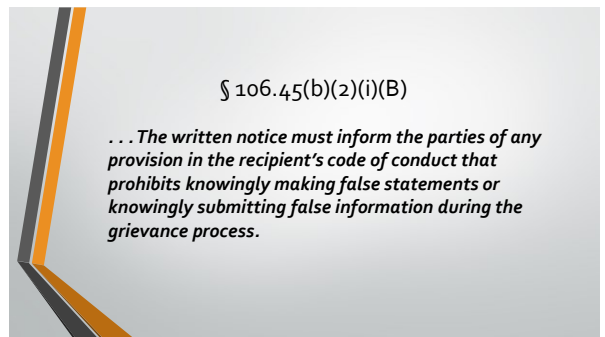 § 106.45(b)(2)(i)(B)
. . . The written notice must inform the parties of any
provision in the recipient’s code of conduct that
prohibits knowingly making false statements or
knowingly submitting false information during the
grievance process.